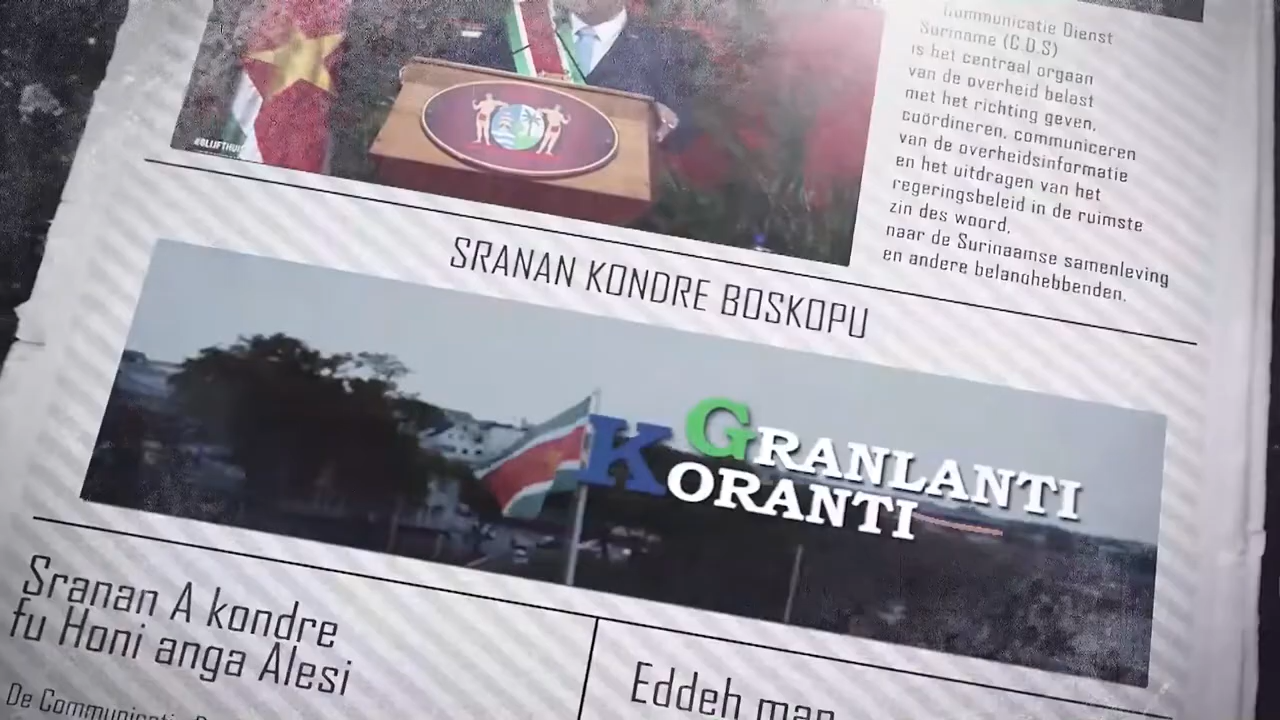 Communicatie Dienst
Suriname (C.D.S)
is het centraal orgaan
van de overheid belast
met het richting geven,
cuördineren, communiceren
van de overheidsinformatie
en het uitdragen van het
regeringsbeleid in de ruimste
zin des woord,
naar de Surinaamse samenleving
en andere belanghebbenden.
SRANAN KONDRE BOSKOPU
GRANLANTI
KORANTI
Sranan A kondre
fu Honi anga Alesi
Eddeh man
De